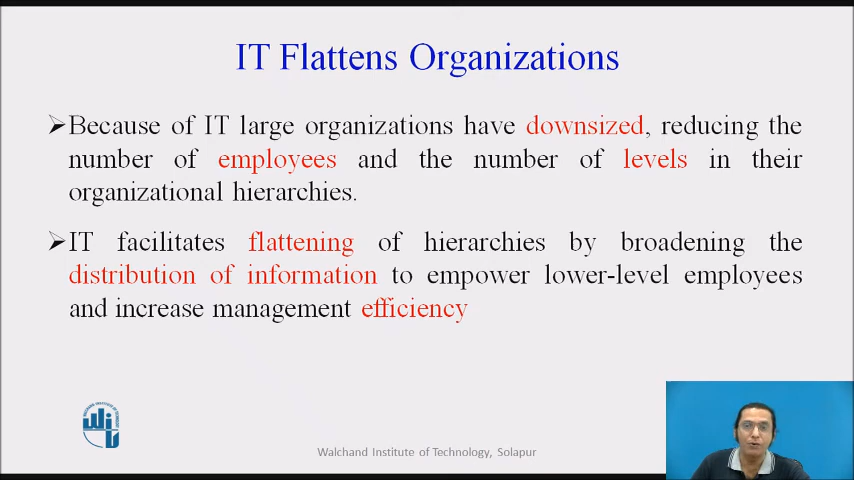 IT Flattens Organizations
➢Because of IT large organizations have downsized, reducing the
number of employees and the number of levels in their
organizational hierarchies.
➢IT facilitates flattening of hierarchies by broadening the
distribution of information to empower lower-level employees
and increase management efficiency
Walchand Institute of Technology, Solapur